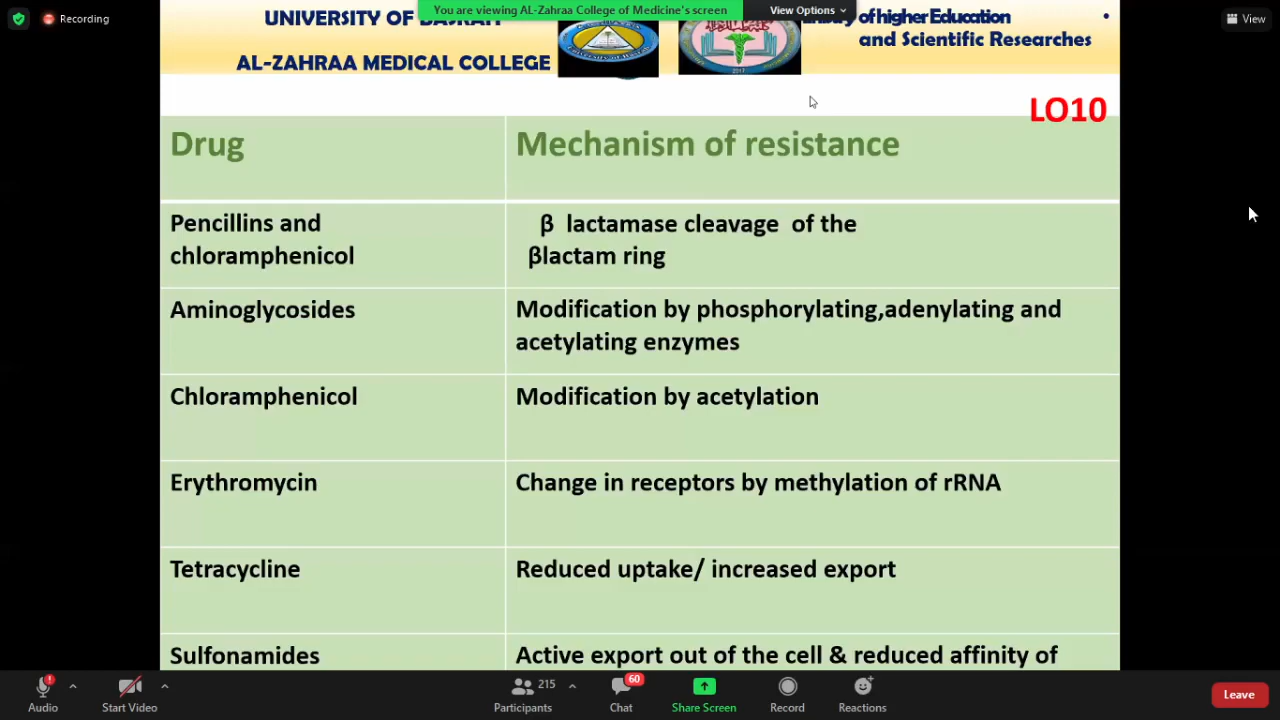 Recording
You are viewing AL-Zahraa College of Medicine's screen
View Options
View
UNIVERSITY OF BASRAH
of higher Education
and Scientific Researches
AL-ZAHRAA MEDICAL COLLEGE
LO10
Drug
Mechanism of resistance
Pencillins and
chloramphenicol
β lactamase cleavage of the
βlactam ring
Aminoglycosides
Modification by phosphorylating,adenylating and
acetylating enzymes
Chloramphenicol
Modification by acetylation
Erythromycin
Change in receptors by methylation of rRNA
Tetracycline
Reduced uptake/ increased export
Sulfonamides
Active export out of the cell & reduced affinity of
Audio
Start Video
215
Participants
60
Chat
Share Screen
Record
Reactions
Leave